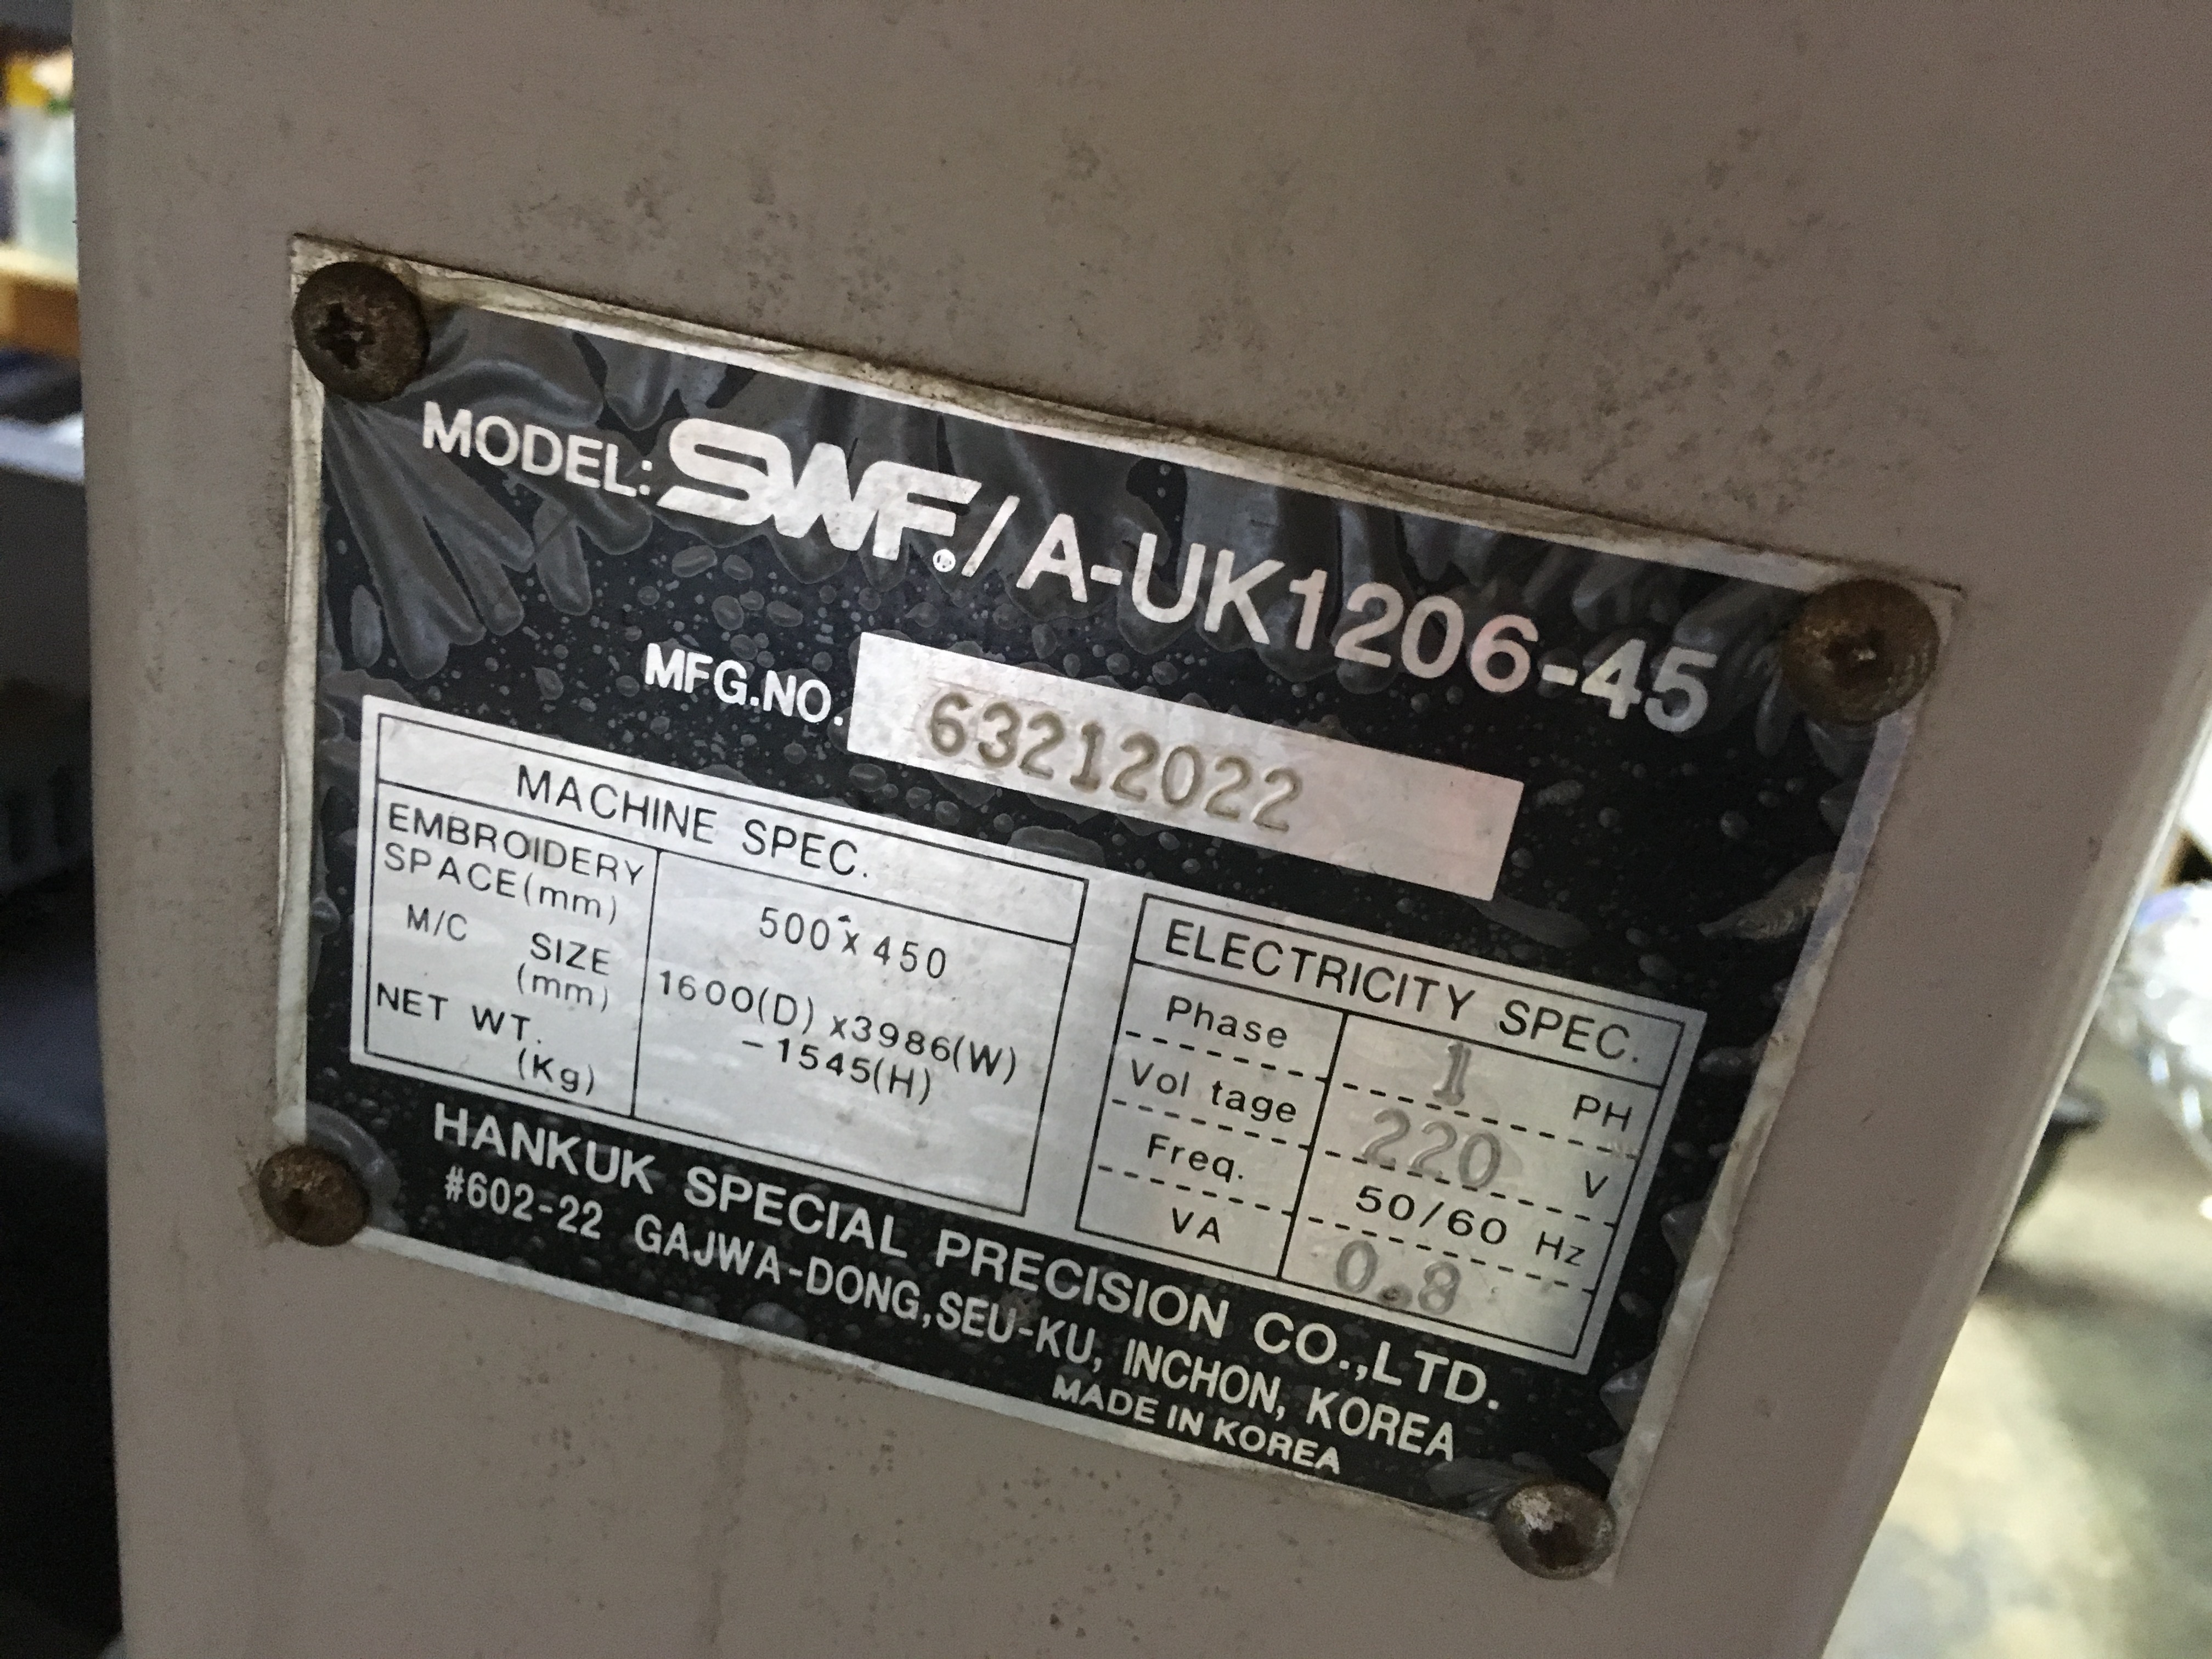 MODEL: SWF®/A-UK1206-45
MFG.NO. 63212022
MACHINE SPEC.
EMBROIDERY SPACE(mm) 500 x 450
M/C SIZE (mm) 1600(D) x3986(W)
-1545(H)
NET WT. (Kg)
ELECTRICITY SPEC.
Phase 1 PH
Vol tage 220 V
Freq. 50/60 Hz
VA 0.8
HANKUK SPECIAL PRECISION CO.,LTD.
#602-22 GAJWA-DONG,SEU-KU, INCHON, KOREA
MADE IN KOREA